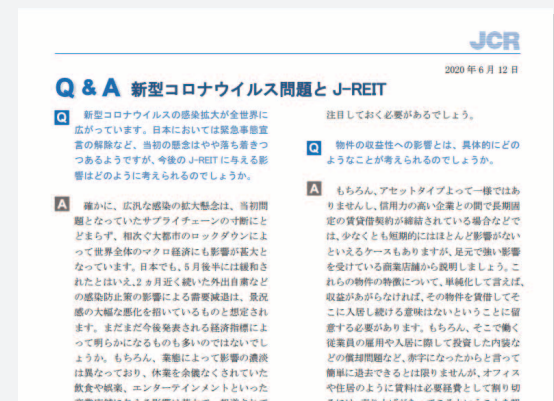 JCR
2020年6月12日
Q & A 新型コロナウイルス問題と J-REIT
Q 新型コロナウイルスの感染拡大が全世界に
広がっています。日本においては緊急事態宣
言の解除など、当初の懸念はやや落ち着きつ
つあるようですが、今後の J-REIT に与える影
響はどのように考えられるのでしょうか。
A 確かに、広汎な感染の拡大懸念は、当初問
題となっていたサプライチェーンの寸断にと
どまらず、相次ぐ大都市のロックダウンによ
って世界全体のマクロ経済にも影響が甚大と
なっています。日本でも、5月後半には緩和さ
れたとはいえ、2ヵ月近く続いた外出自粛など
の感染防止策の影響による需要減退は、景況
感の大幅な悪化を招いているものと想定され
ます。まだまだ今後発表される経済指標によ
って明らかになるものも多いのではないでし
ょうか。もちろん、業態によって影響の濃淡
は異なっており、休業を余儀なくされていた
飲食や娯楽、エンターテインメントといった
注目しておく必要があるでしょう。
Q 物件の収益性への影響とは、具体的にどの
ようなことが考えられるのでしょうか。
A もちろん、アセットタイプよって一様ではあ
りませんし、信用力の高い企業との間で長期固
定の賃貸借契約が締結されている場合などで
は、少なくとも短期的にはほとんど影響がない
といえるケースもありますが、足元で強い影響
を受けている商業店舗から説明しましょう。こ
れらの物件の特徴について、単純化して言えば、
収益があがらなければ、その物件を賃借してそ
こに入居し続ける意味はないということに留
意する必要があります。もちろん、そこで働く
従業員の雇用や入居に際して投資した内装な
どの償却問題など、赤字になったからと言って
簡単に退去できるとは限りませんが、オフィス
や住居のように賃料は必要経費として割り切